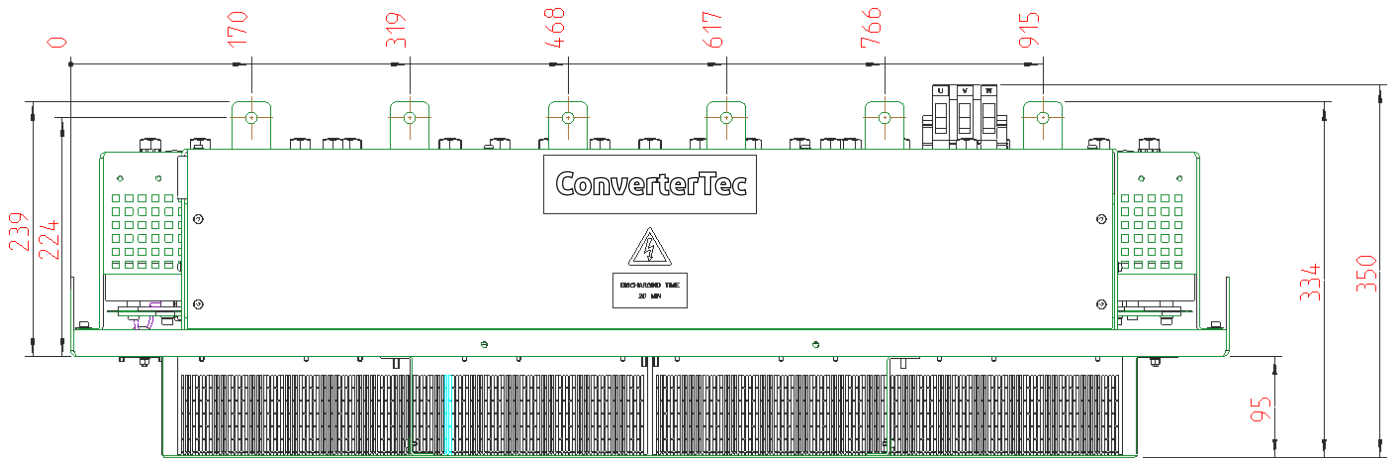 0 170 319 468 617 766 915
U V W
ConverterTec
239 224
DISCHARGING TIME
20 MIN
334 350
95